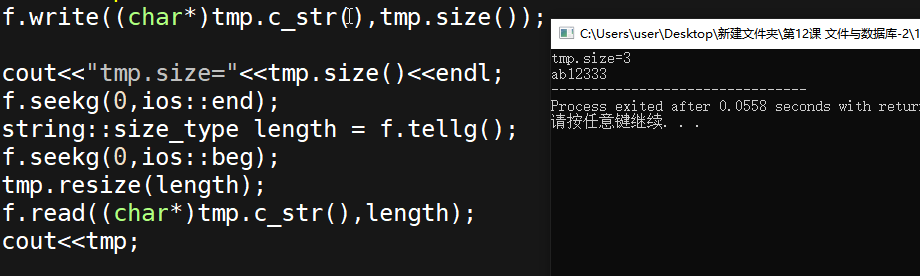 f.write((char*)tmp.c_str(),tmp.size());
cout<<"tmp.size="<<tmp.size()<<endl;
f.seekg(0,ios::end);
string::size_type length = f.tellg();
f.seekg(0,ios::beg);
tmp.resize(length);
f.read((char*)tmp.c_str(),length);
cout<<tmp;
C:\Users\user\Desktop\新建文件夹\第12课 文件与数据库-2\1
tmp.size=3
ab12333
--------------------------------
Process exited after 0.0558 seconds with retur
请按任意键继续. . .